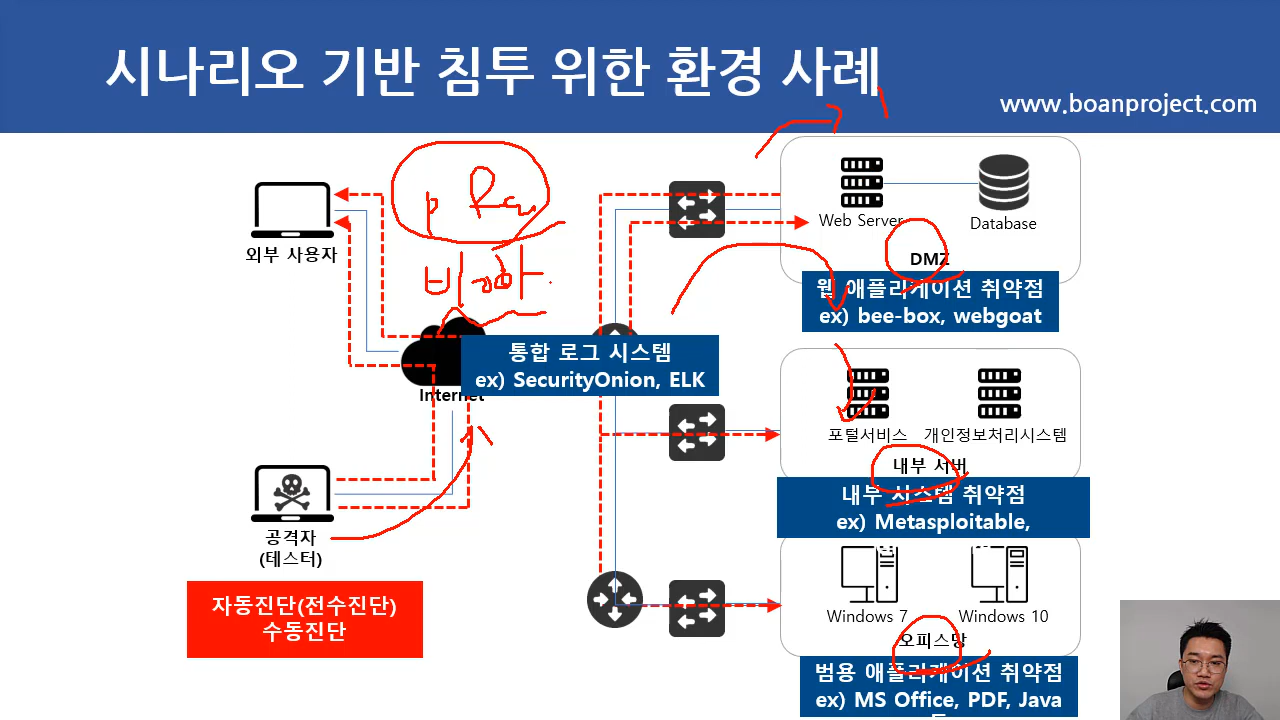 시나리오 기반 침투 위한 환경 사례
www.boanproject.com
외부 사용자
Web Server
Database
DMZ
웹 애플리케이션 취약점
ex) bee-box, webgoat
통합 로그 시스템
ex) SecurityOnion, ELK
Internet
포털서비스
개인정보처리시스템
내부 서버
내부 시스템 취약점
ex) Metasploitable,
공격자
(테스터)
자동진단(전수진단)
수동진단
Windows 7
Windows 10
오피스망
범용 애플리케이션 취약점
ex) MS Office, PDF, Java